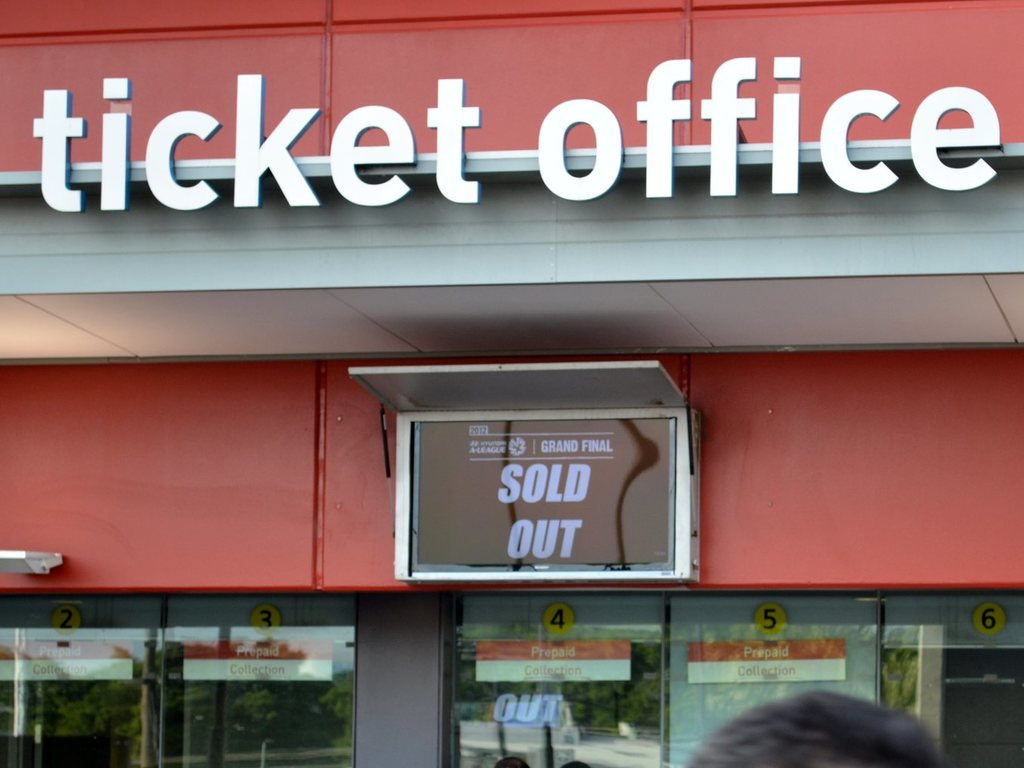 ticket office
2012
HYUNDAI
A-LEAGUE
GRAND FINAL
SOLD
OUT
2
3
4
5
6
Prepaid
Collection
Prepaid
Collection
Prepaid
Collection
Prepaid
Collection
OUT